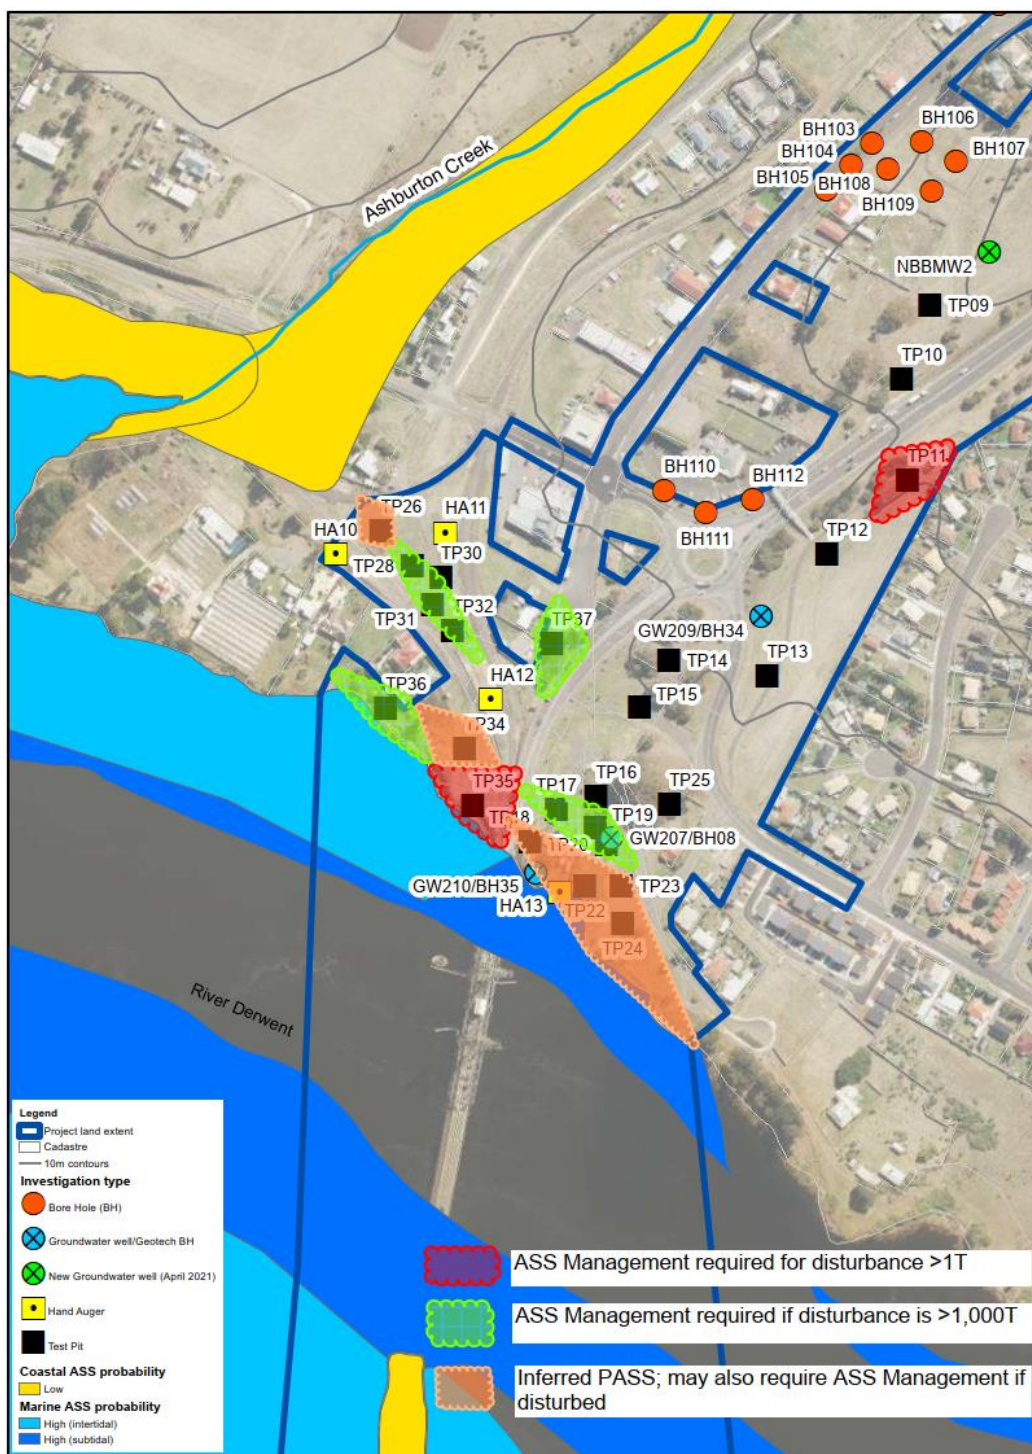 Ashburton Creek
BH103
BH106
BH104
BH107
BH105
BH108
BH109
NBBMW2
TP09
TP10
TP11
BH110
BH112
BH111
TP12
TP26
HA11
HA10
TP30
TP28
TP32
TP31
TP37
GW209/BH34
TP14
TP13
HA12
TP15
TP36
TP34
TP35
TP17
TP16
TP25
TP18
TP19
TP20
GW207/BH08
GW210/BH35
TP23
HA13
TP22
TP24
River Derwent
Legend
Project land extent
Cadastre
10m contours
Investigation type
Bore Hole (BH)
Groundwater well/Geotech BH
New Groundwater well (April 2021)
Hand Auger
Test Pit
Coastal ASS probability
Low
Marine ASS probability
High (intertidal)
High (subtidal)
ASS Management required for disturbance >1T
ASS Management required if disturbance is >1,000T
Inferred PASS; may also require ASS Management if
disturbed